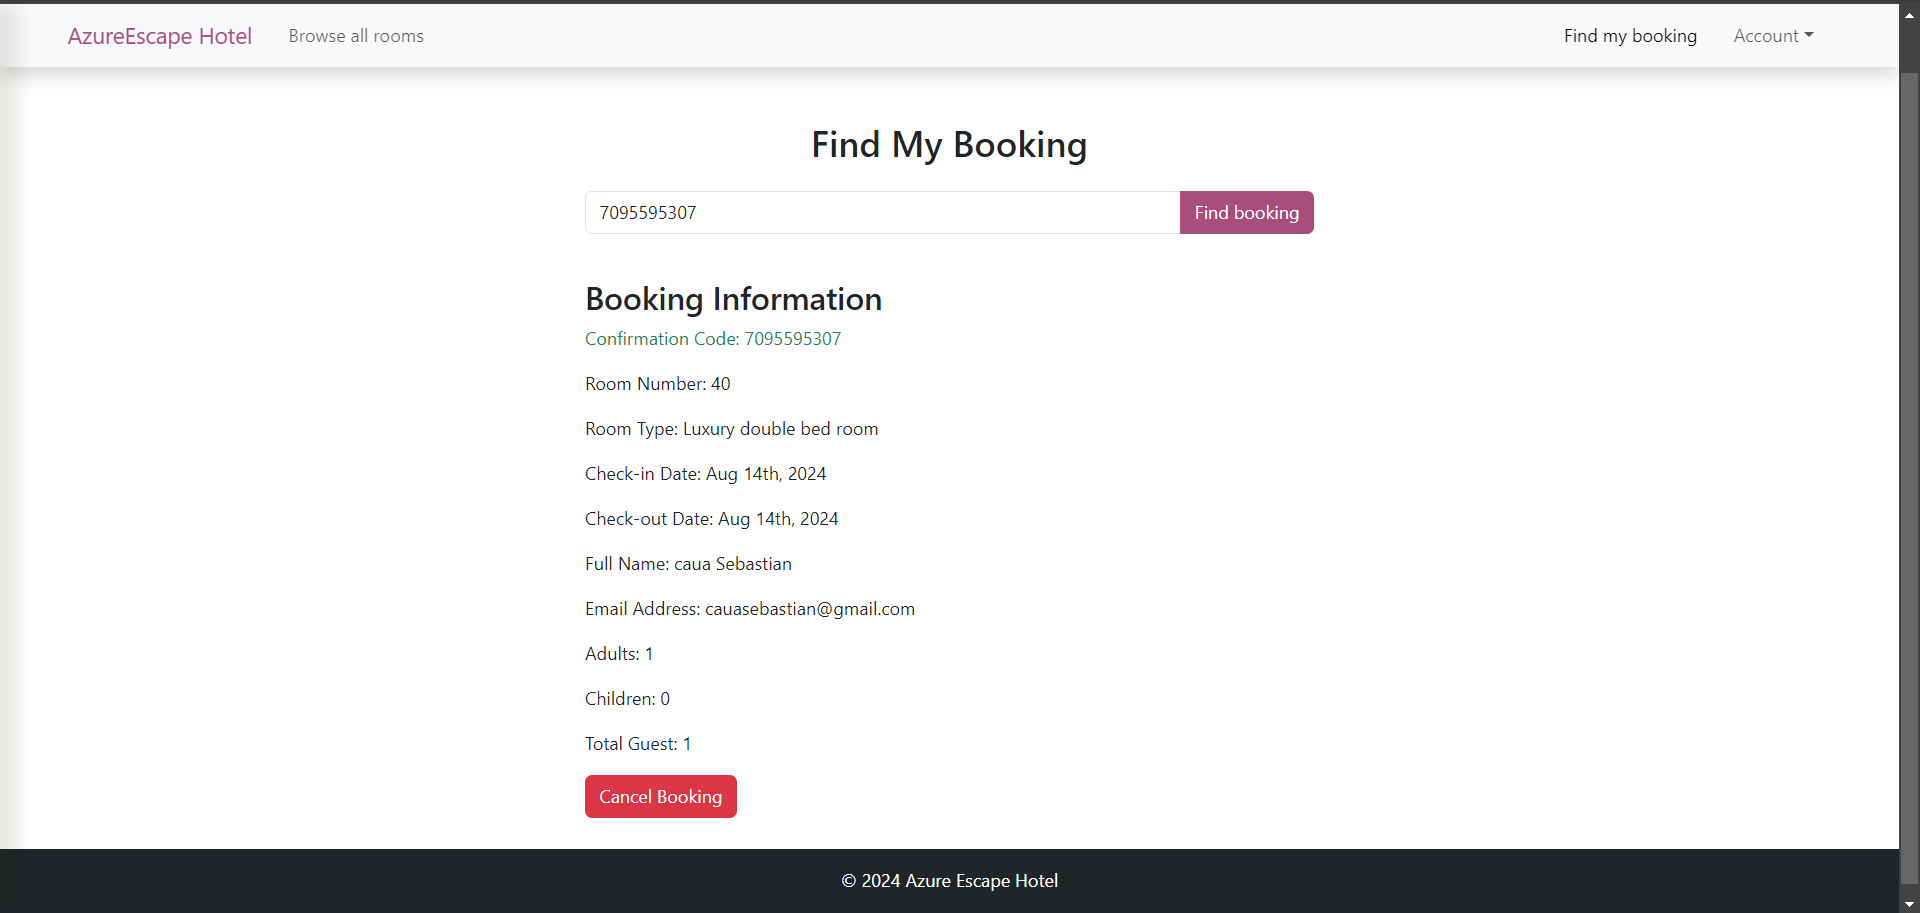 AzureEscape Hotel Browse all rooms Find my booking Account
Find My Booking
7095595307 Find booking
Booking Information
Confirmation Code: 7095595307
Room Number: 40
Room Type: Luxury double bed room
Check-in Date: Aug 14th, 2024
Check-out Date: Aug 14th, 2024
Full Name: caua Sebastian
Email Address: cauasebastian@gmail.com
Adults: 1
Children: 0
Total Guest: 1
Cancel Booking
© 2024 Azure Escape Hotel